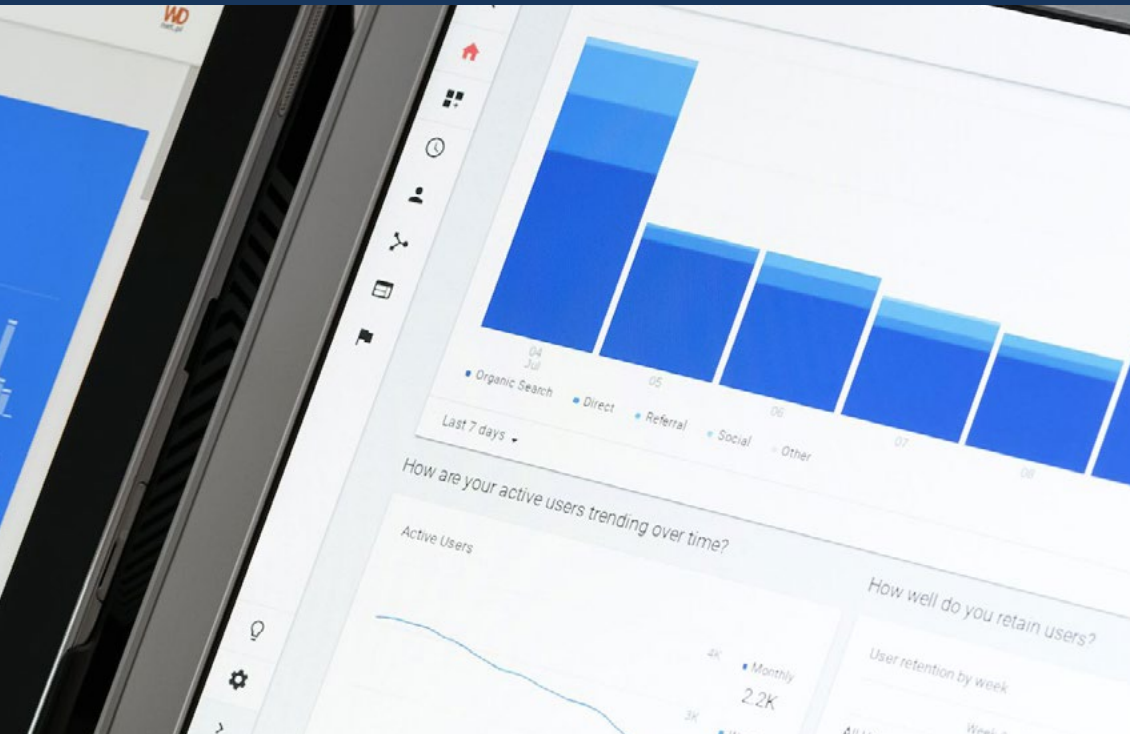 WD
04
Jul
05
06
07
08
Organic Search
Direct
Referral
Social
Other
Last 7 days
How are your active users trending over time?
Active Users
4K
Monthly
2.2K
3K
How well do you retain users?
User retention by week